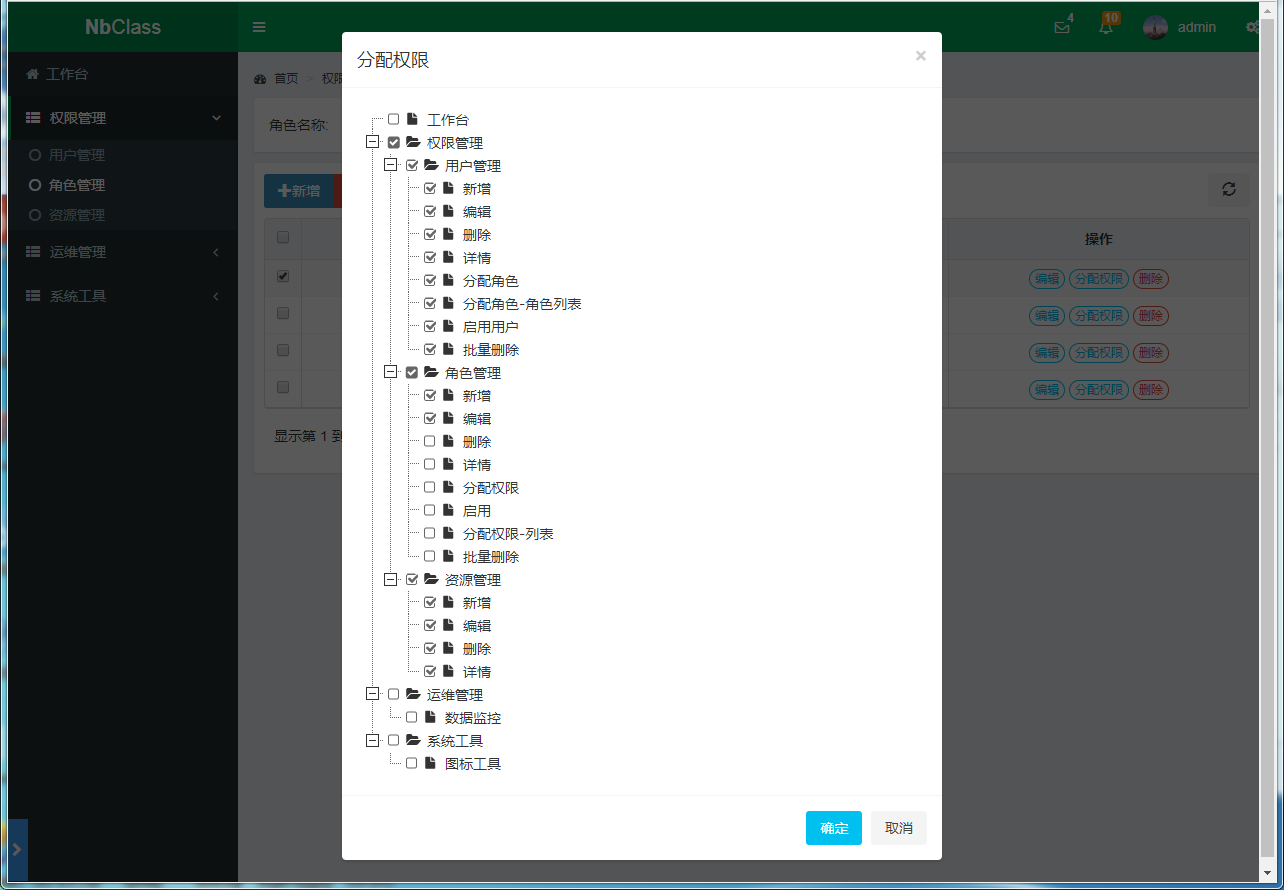 NbClass
4
10
admin
工作台
权限管理
用户管理
角色管理
资源管理
运维管理
系统工具
首页 > 权限
角色名称:
新增
操作
编辑 分配权限 删除
编辑 分配权限 删除
编辑 分配权限 删除
编辑 分配权限 删除
显示第 1 到
分配权限
×
工作台
权限管理
用户管理
新增
编辑
删除
详情
分配角色
分配角色-角色列表
启用用户
批量删除
角色管理
新增
编辑
删除
详情
分配权限
启用
分配权限-列表
批量删除
资源管理
新增
编辑
删除
详情
运维管理
数据监控
系统工具
图标工具
确定
取消